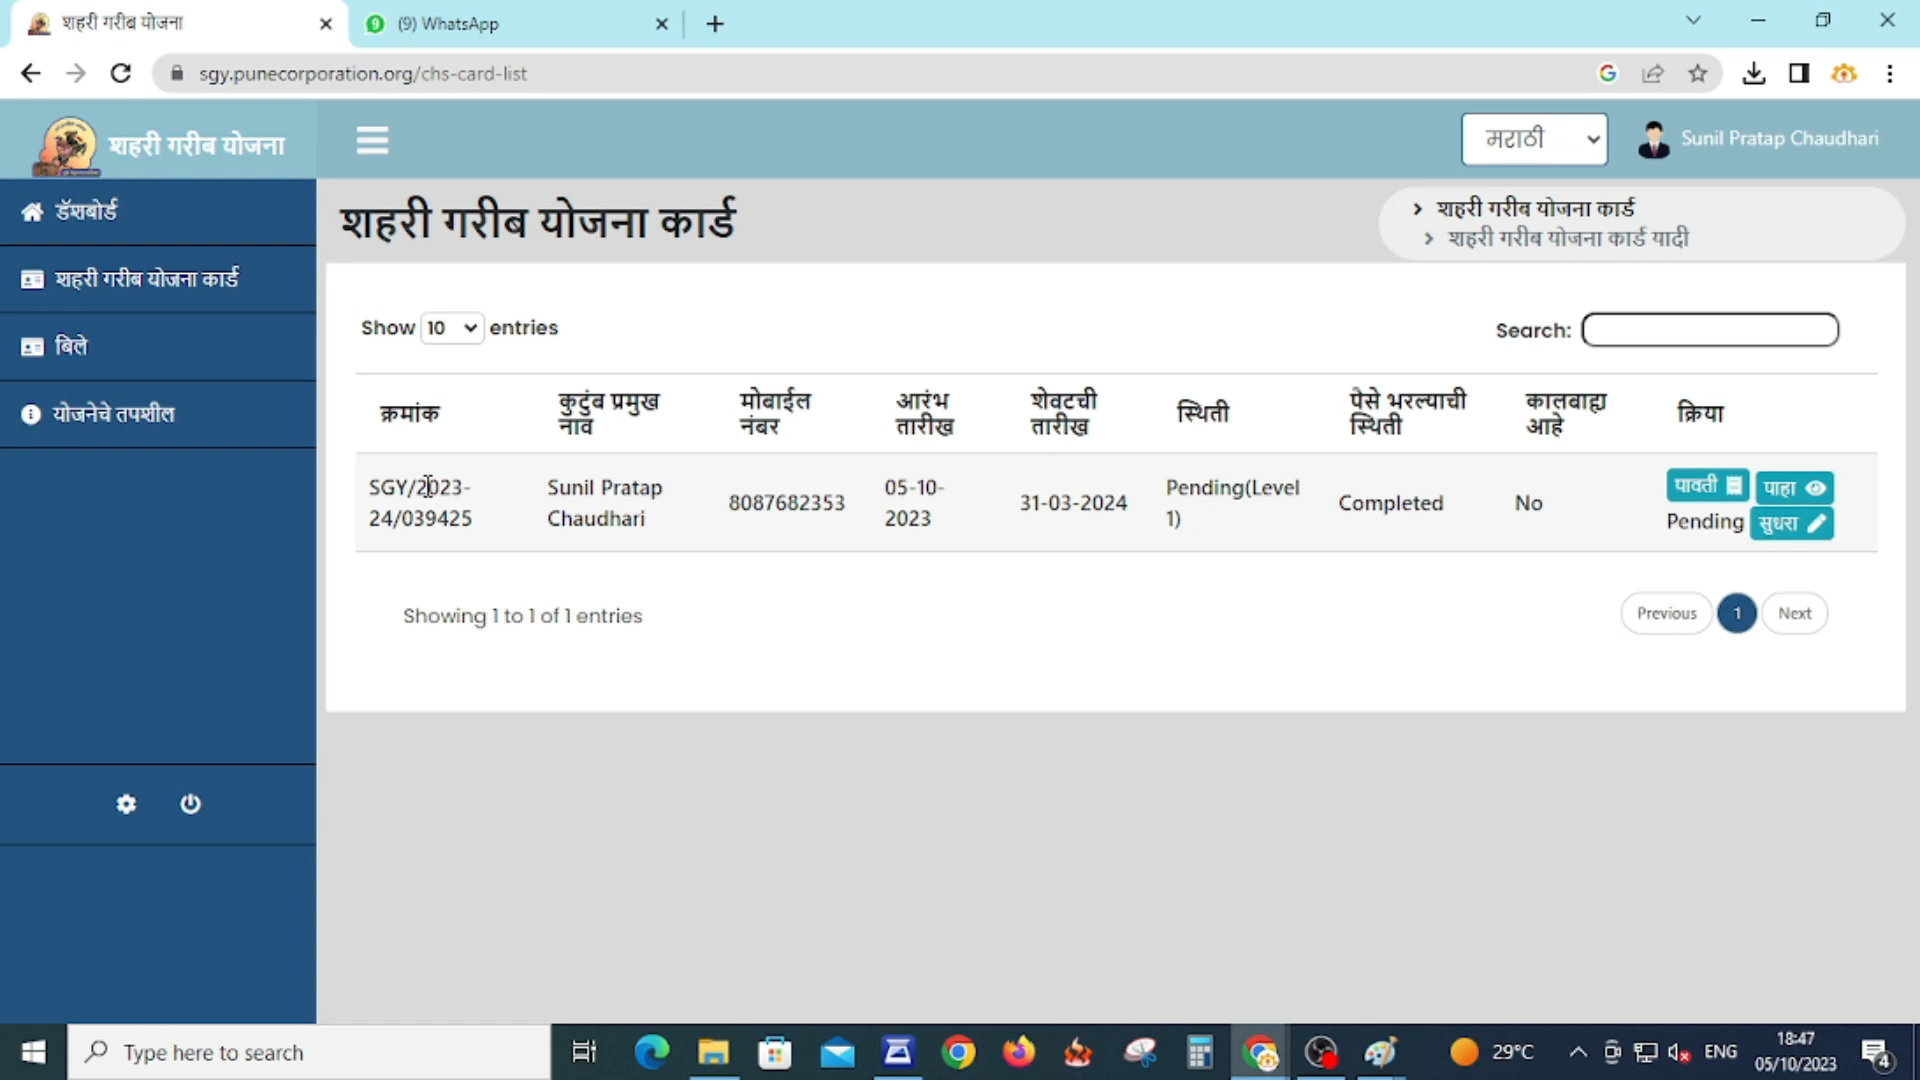 शहरी गरीब योजना
(9) WhatsApp
sgy.punecorporation.org/chs-card-list
शहरी गरीब योजना
मराठी
Sunil Pratap Chaudhari
डॅशबोर्ड
शहरी गरीब योजना कार्ड
बिले
योजनेचे तपशील
शहरी गरीब योजना कार्ड
शहरी गरीब योजना कार्ड
शहरी गरीब योजना कार्ड यादी
Show 10 entries
Search:
क्रमांक
कुटुंब प्रमुख
नाव
मोबाईल
नंबर
आरंभ
तारीख
शेवटची
तारीख
स्थिती
पैसे भरल्याची
स्थिती
कालबाह्य
आहे
क्रिया
SGY/2023-
24/039425
Sunil Pratap
Chaudhari
8087682353
05-10-
2023
31-03-2024
Pending(Level
1)
Completed
No
पावती
पाहा
Pending
सुधरा
Showing 1 to 1 of 1 entries
Previous
1
Next
Type here to search
29°C
ENG
18:47
05/10/2023
4